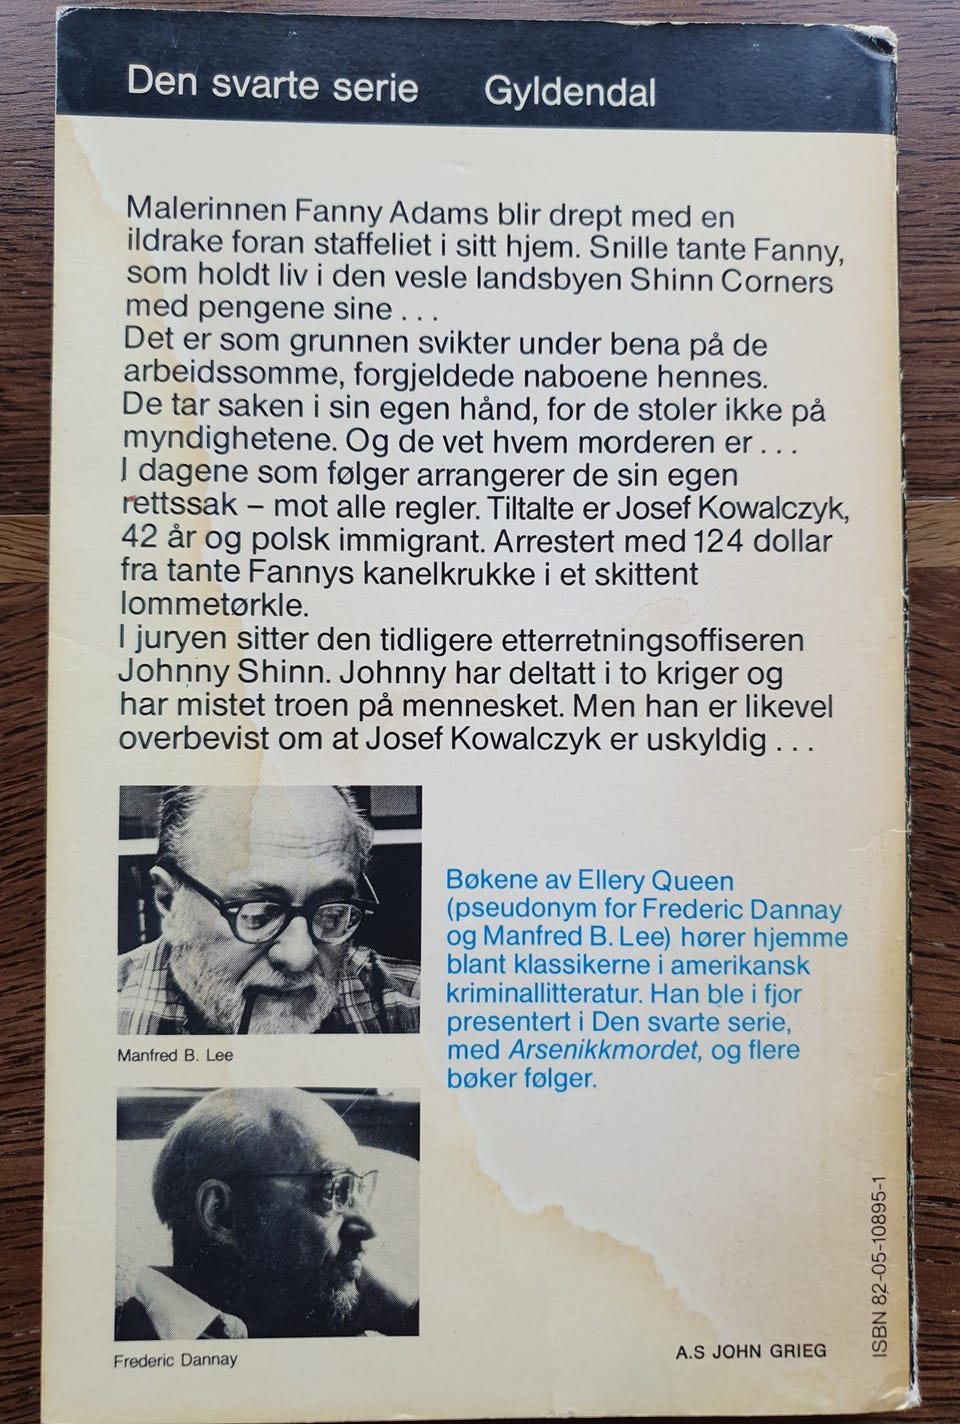 Den svarte serie Gyldendal
Malerinnen Fanny Adams blir drept med en
ildrake foran staffeliet i sitt hjem. Snille tante Fanny,
som holdt liv i den vesle landsbyen Shinn Corners
med pengene sine . . .
Det er som grunnen svikter under bena på de
arbeidssomme, forgjeldede naboene hennes.
De tar saken i sin egen hånd, for de stoler ikke på
myndighetene. Og de vet hvem morderen er . . .
I dagene som følger arrangerer de sin egen
rettssak – mot alle regler. Tiltalte er Josef Kowalczyk,
42 år og polsk immigrant. Arrestert med 124 dollar
fra tante Fannys kanelkrukke i et skittent
lommetørkle.
I juryen sitter den tidligere etterretningsoffiseren
Johnny Shinn. Johnny har deltatt i to kriger og
har mistet troen på mennesket. Men han er likevel
overbevist om at Josef Kowalczyk er uskyldig . . .
Manfred B. Lee
Bøkene av Ellery Queen
(pseudonym for Frederic Dannay
og Manfred B. Lee) hører hjemme
blant klassikerne i amerikansk
kriminallitteratur. Han ble i fjor
presentert i Den svarte serie,
med Arsenikkmordet, og flere
bøker følger.
Frederic Dannay
A.S JOHN GRIEG
ISBN 82-05-10895-1